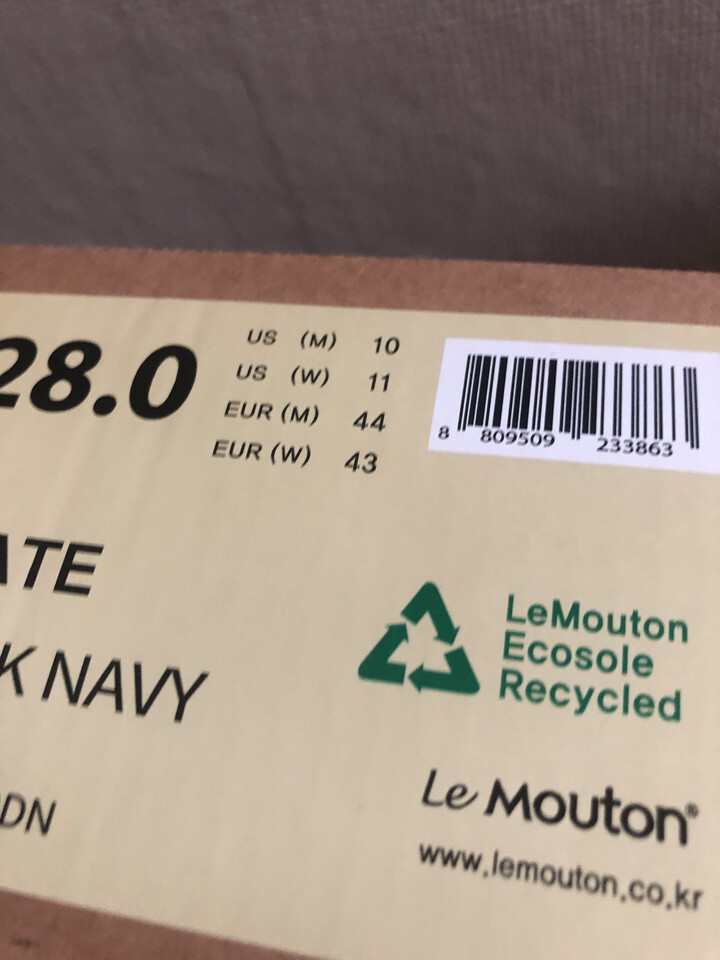 28.0
US (M) 10
US (W) 11
EUR (M) 44
EUR (W) 43
8 809509 233863
ATE
K NAVY
DN
LeMouton
Ecosole
Recycled
Le Mouton®
www.lemouton.co.kr